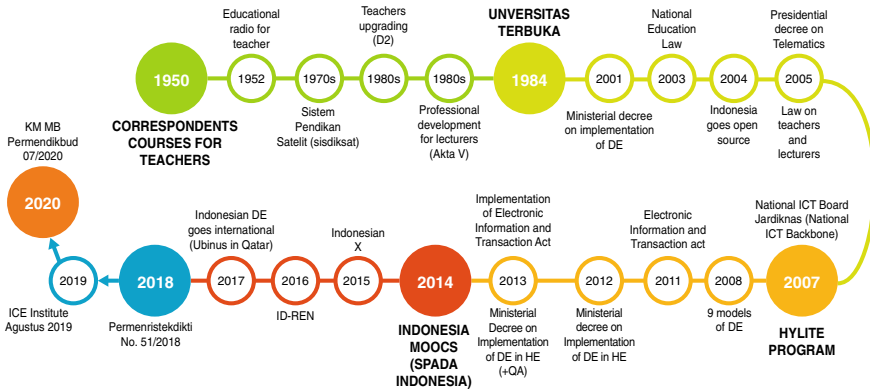 1950
CORRESPONDENTS
COURSES FOR
TEACHERS
Educational
radio for
teacher
1952
1970s
Sistem
Pendikan
Satelit (sisdiksat)
Teachers
upgrading
(D2)
1980s
1980s
Professional
development
for lecturers
(Akta V)
UNVERSITAS
TERBUKA
1984
2001
Ministerial decree
on implementation
of DE
National
Education
Law
2003
2004
Indonesia
goes open
source
Presidential
decree on
Telematics
2005
Law on
teachers
and
lecturers
National ICT Board
Jardiknas (National
ICT Backbone)
2007
HYLITE
PROGRAM
2008
9 models
of DE
Electronic
Information and
Transaction act
2011
2012
Ministerial
decree on
Implementation
of DE in HE
Implementation
of Electronic
Information and
Transaction Act
2013
Ministerial
Decree on
Implementation
of DE in HE
(+QA)
2014
INDONESIA
MOOCS
(SPADA
INDONESIA)
Indonesian
X
2015
2016
ID-REN
Indonesian DE
goes international
(Ubinus in Qatar)
2017
2018
Permenristekdikti
No. 51/2018
2019
ICE Institute
Agustus 2019
KM MB
Permendikbud
07/2020
2020